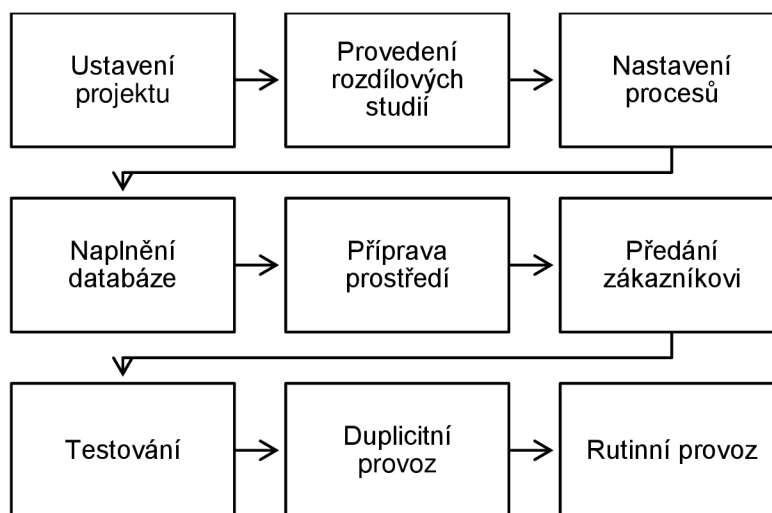 Ustavení
projektu
Provedení
rozdílových
studií
Nastavení
procesů
Naplnění
databáze
Příprava
prostředí
Předání
zákazníkovi
Testování
Duplicitní
provoz
Rutinní provoz